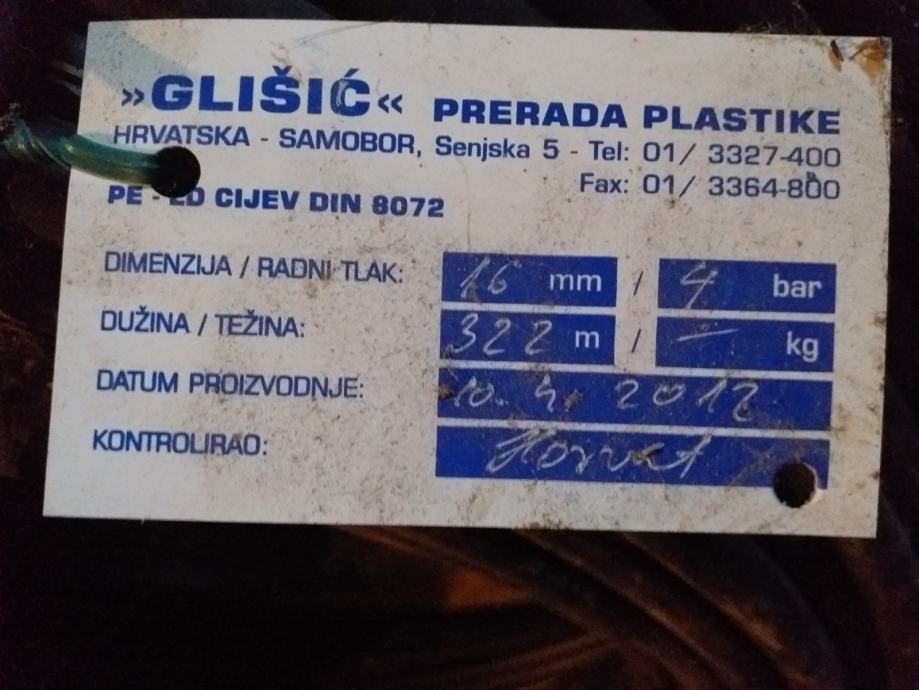 »GLIŠIĆ« PRERADA PLASTIKE
HRVATSKA - SAMOBOR, Senjska 5 - Tel: 01/ 3327-400
Fax: 01/ 3364-800
PE - LD CIJEV DIN 8072
DIMENZIJA / RADNI TLAK: 16 mm / 4 bar
DUŽINA / TEŽINA: 322 m / — kg
DATUM PROIZVODNJE: 10. 4. 2012
KONTROLIRAO: Horvat